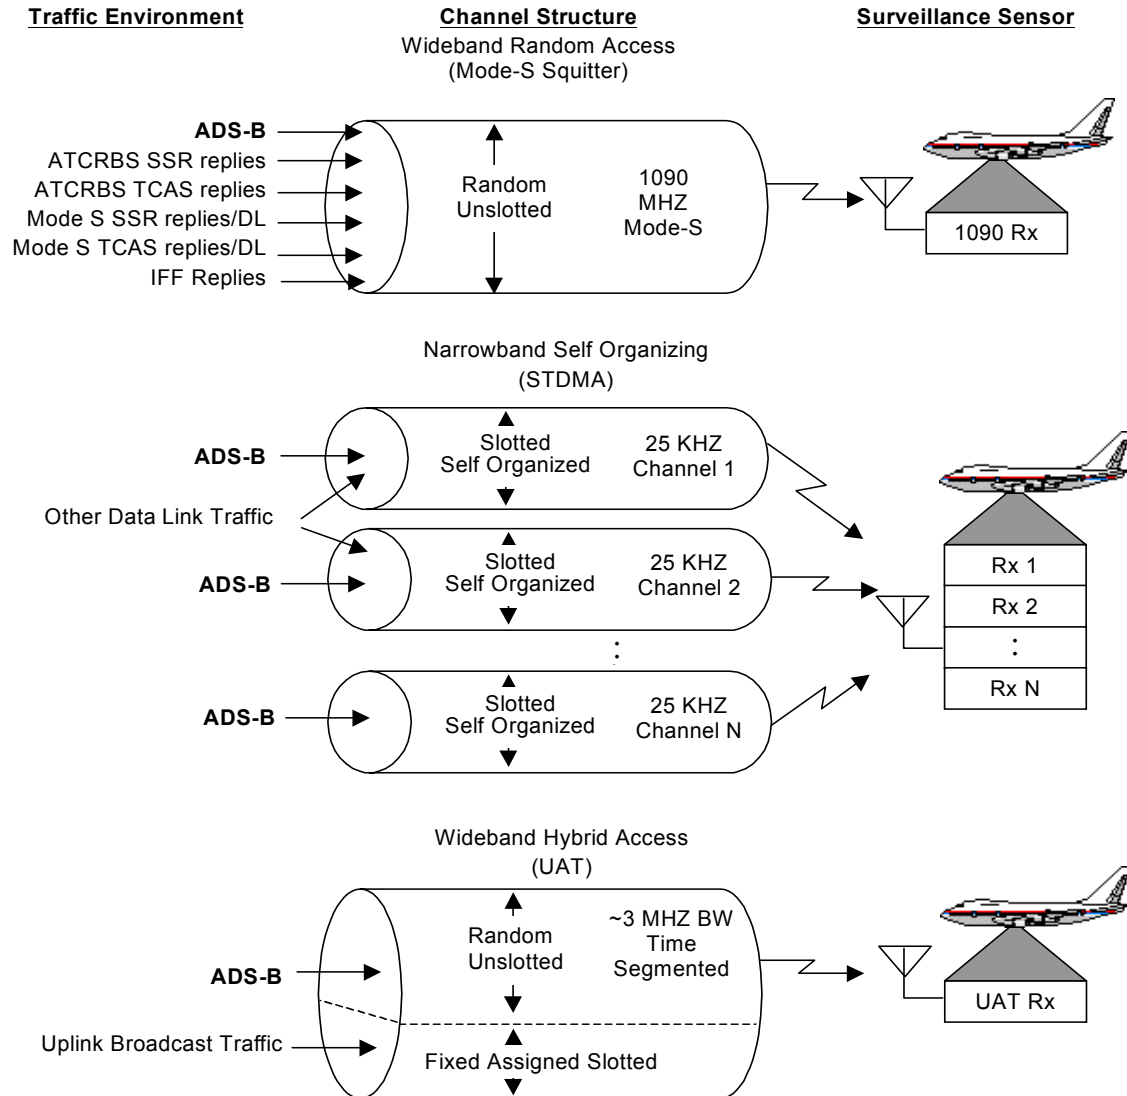 Traffic Environment
Channel Structure
Surveillance Sensor
Wideband Random Access
(Mode-S Squitter)
ADS-B
ATCRBS SSR replies
ATCRBS TCAS replies
Mode S SSR replies/DL
Mode S TCAS replies/DL
IFF Replies
Random
Unslotted
1090
MHZ
Mode-S
1090 Rx
Narrowband Self Organizing
(STDMA)
ADS-B
Slotted
Self Organized
25 KHZ
Channel 1
Other Data Link Traffic
ADS-B
Slotted
Self Organized
25 KHZ
Channel 2
:
ADS-B
Slotted
Self Organized
25 KHZ
Channel N
Rx 1
Rx 2
:
Rx N
Wideband Hybrid Access
(UAT)
ADS-B
Random
Unslotted
~3 MHZ BW
Time
Segmented
UAT Rx
Uplink Broadcast Traffic
Fixed Assigned Slotted